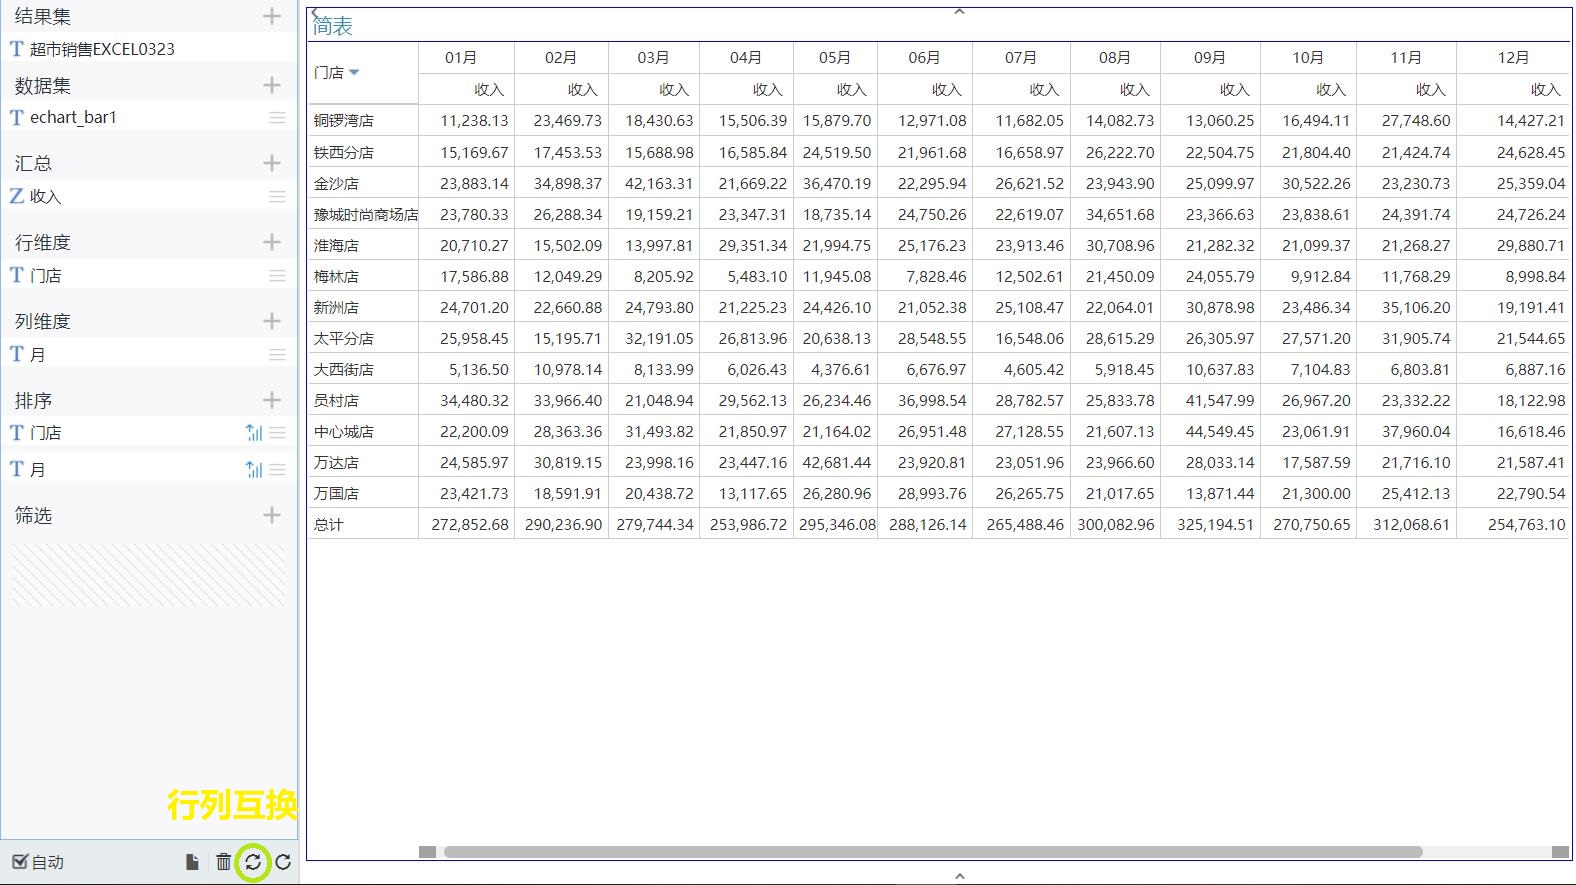 结果集
T 超市销售EXCEL0323
数据集
T echart_bar1
汇总
Z 收入
行维度
T 门店
列维度
T 月
排序
T 门店
T 月
筛选
行列互换
自动
简表
门店 01月 02月 03月 04月 05月 06月 07月 08月 09月 10月 11月 12月
收入 收入 收入 收入 收入 收入 收入 收入 收入 收入 收入 收入
铜锣湾店 11,238.13 23,469.73 18,430.63 15,506.39 15,879.70 12,971.08 11,682.05 14,082.73 13,060.25 16,494.11 27,748.60 14,427.21
铁西分店 15,169.67 17,453.53 15,688.98 16,585.84 24,519.50 21,961.68 16,658.97 26,222.70 22,504.75 21,804.40 21,424.74 24,628.45
金沙店 23,883.14 34,898.37 42,163.31 21,669.22 36,470.19 22,295.94 26,621.52 23,943.90 25,099.97 30,522.26 23,230.73 25,359.04
豫城时尚商场店 23,780.33 26,288.34 19,159.21 23,347.31 18,735.14 24,750.26 22,619.07 34,651.68 23,366.63 23,838.61 24,391.74 24,726.24
淮海店 20,710.27 15,502.09 13,997.81 29,351.34 21,994.75 25,176.23 23,913.46 30,708.96 21,282.32 21,099.37 21,268.27 29,880.71
梅林店 17,586.88 12,049.29 8,205.92 5,483.10 11,945.08 7,828.46 12,502.61 21,450.09 24,055.79 9,912.84 11,768.29 8,998.84
新洲店 24,701.20 22,660.88 24,793.80 21,225.23 24,426.10 21,052.38 25,108.47 22,064.01 30,878.98 23,486.34 35,106.20 19,191.41
太平分店 25,958.45 15,195.71 32,191.05 26,813.96 20,638.13 28,548.55 16,548.06 28,615.29 26,305.97 27,571.20 31,905.74 21,544.65
大西街店 5,136.50 10,978.14 8,133.99 6,026.43 4,376.61 6,676.97 4,605.42 5,918.45 10,637.83 7,104.83 6,803.81 6,887.16
员村店 34,480.32 33,966.40 21,048.94 29,562.13 26,234.46 36,998.54 28,782.57 25,833.78 41,547.99 26,967.20 23,332.22 18,122.98
中心城店 22,200.09 28,363.36 31,493.82 21,850.97 21,164.02 26,951.48 27,128.55 21,607.13 44,549.45 23,061.91 37,960.04 16,618.46
万达店 24,585.97 30,819.15 23,998.16 23,447.16 42,681.44 23,920.81 23,051.96 23,966.60 28,033.14 17,587.59 21,716.10 21,587.41
万国店 23,421.73 18,591.91 20,438.72 13,117.65 26,280.96 28,993.76 26,265.75 21,017.65 13,871.44 21,300.00 25,412.13 22,790.54
总计 272,852.68 290,236.90 279,744.34 253,986.72 295,346.08 288,126.14 265,488.46 300,082.96 325,194.51 270,750.65 312,068.61 254,763.10